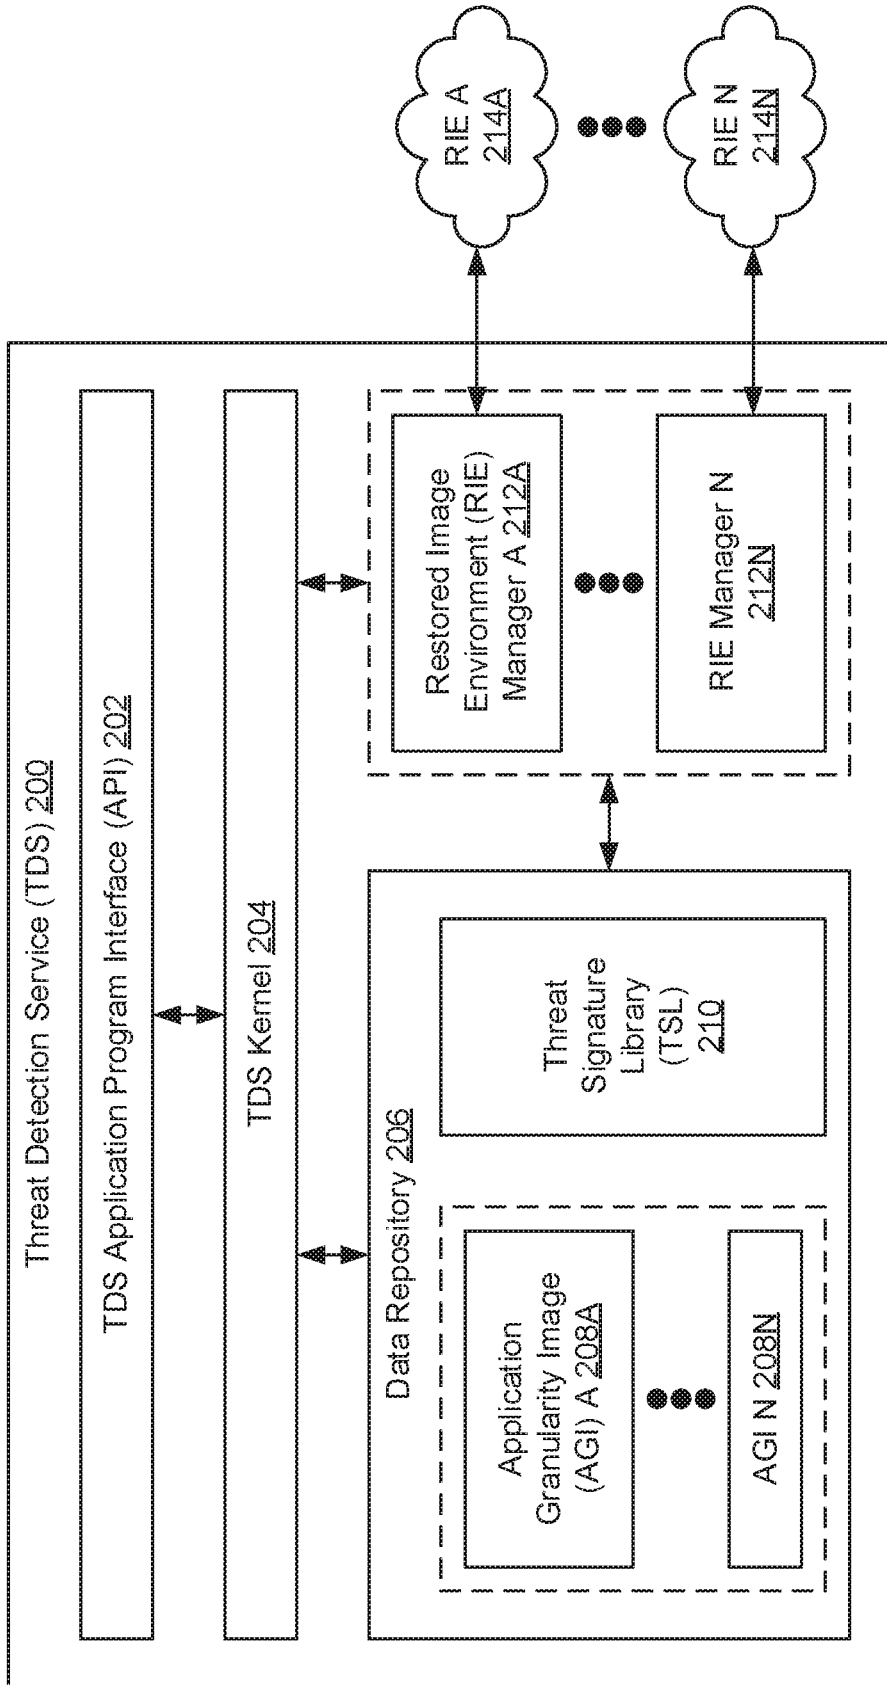 Threat Detection Service (TDS) 200
TDS Application Program Interface (API) 202
TDS Kernel 204
Data Repository 206
Application
Granularity Image
(AGI) A 208A
AGI N 208N
Threat
Signature
Library
(TSL)
210
Restored Image
Environment (RIE)
Manager A 212A
RIE Manager N
212N
RIE A
214A
RIE N
214N